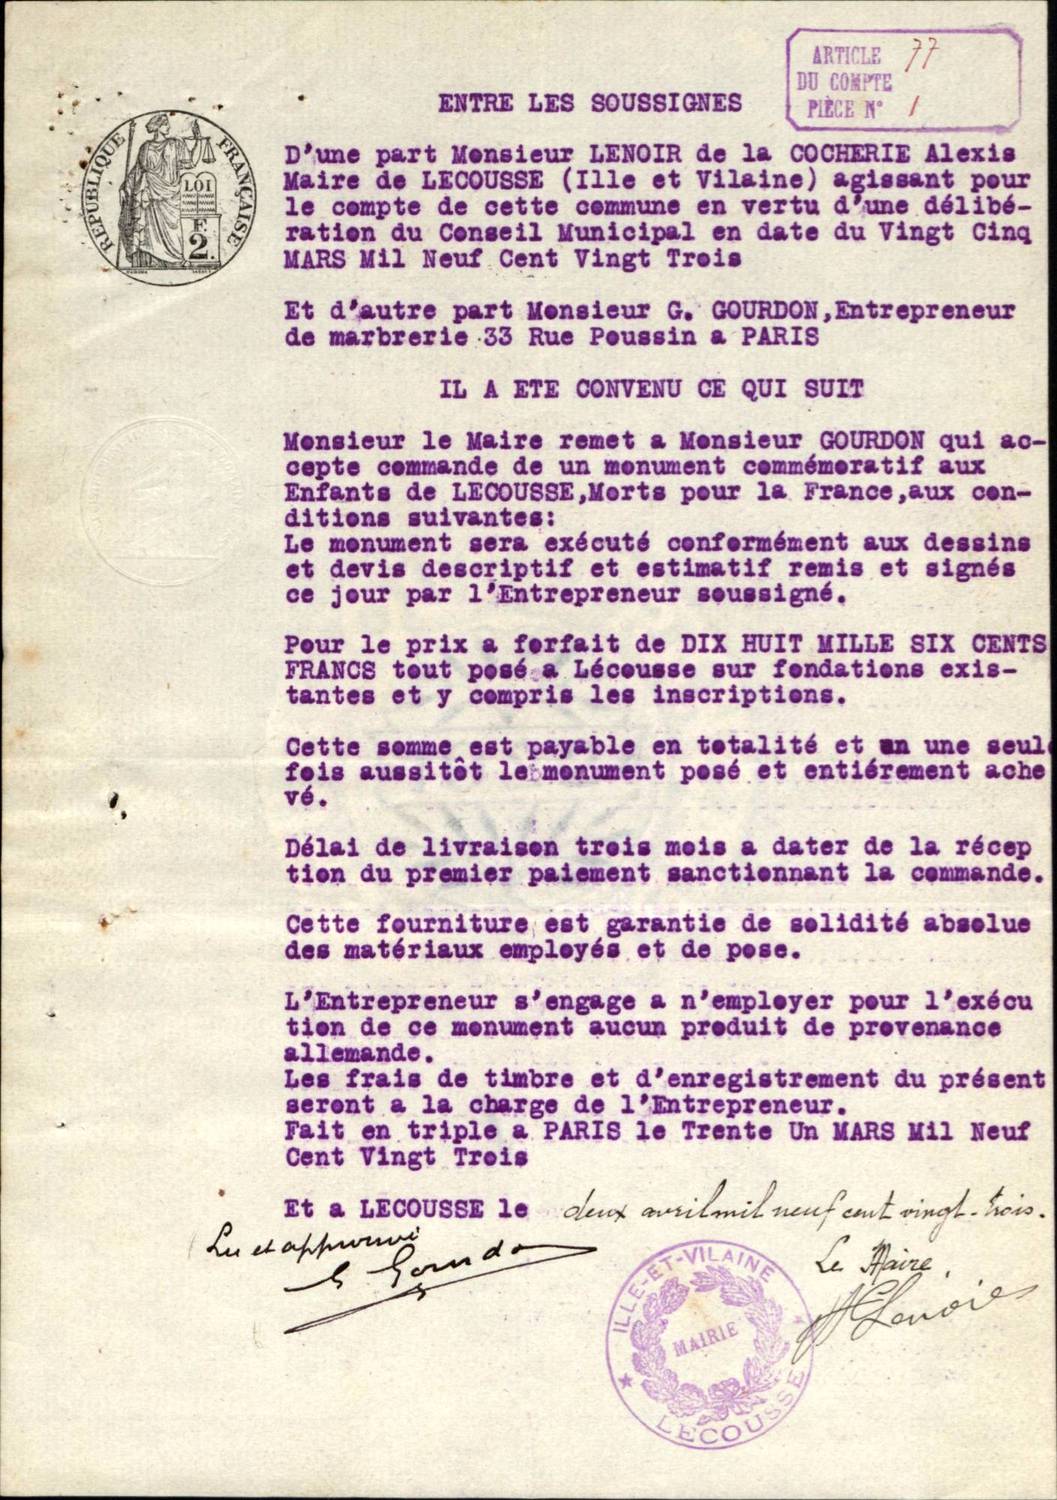 ARTICLE 77
DU COMPTE
PIÈCE N° 1
RÉPUBLIQUE FRANÇAISE
LOI
F.
2.
ENTRE LES SOUSSIGNES
D'une part Monsieur LENOIR de la COCHERIE Alexis
Maire de LECOUSSE (Ille et Vilaine) agissant pour
le compte de cette commune en vertu d'une délibé-
ration du Conseil Municipal en date du Vingt Cinq
MARS Mil Neuf Cent Vingt Trois
Et d'autre part Monsieur G. GOURDON,Entrepreneur
de marbrerie 33 Rue Poussin a PARIS
IL A ETE CONVENU CE QUI SUIT
Monsieur le Maire remet a Monsieur GOURDON qui ac-
cepte commande de un monument commémoratif aux
Enfants de LECOUSSE,Morts pour la France,aux con-
ditions suivantes:
Le monument sera exécuté conformément aux dessins
et devis descriptif et estimatif remis et signés
ce jour par l'Entrepreneur soussigné.
Pour le prix a forfait de DIX HUIT MILLE SIX CENTS
FRANCS tout posé a Lécousse sur fondations exis-
tantes et y compris les inscriptions.
Cette somme est payable en totalité et en une seule
fois aussitôt le monument posé et entiérement ache
vé.
Délai de livraison trois mois a dater de la récep
tion du premier paiement sanctionnant la commande.
Cette fourniture est garantie de solidité absolue
des matériaux employés et de pose.
L'Entrepreneur s'engage a n'employer pour l'exécu
tion de ce monument aucun produit de provenance
allemande.
Les frais de timbre et d'enregistrement du présent
seront a la charge de l'Entrepreneur.
Fait en triple a PARIS le Trente Un MARS Mil Neuf
Cent Vingt Trois
Et a LECOUSSE le deux avril mil neuf cent vingt-trois.
Lu et approuvé
G Gourdon
Le Maire,
A Lenoir
ILLE-ET-VILAINE
MAIRIE
LECOUSSE